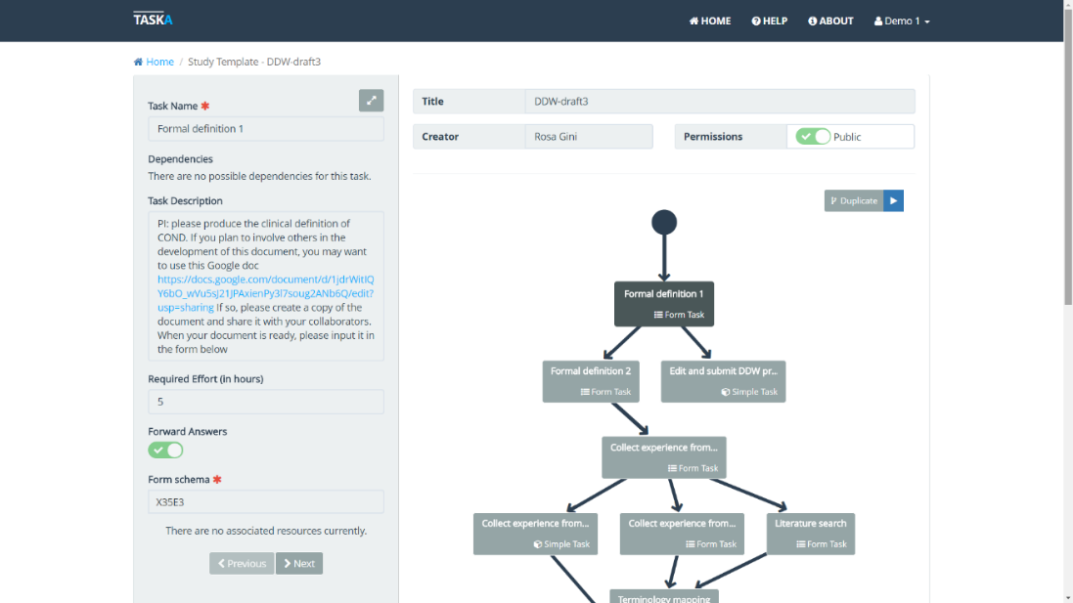 TASKA
HOME
HELP
ABOUT
Demo 1
Home / Study Template - DDW-draft3
Task Name *
Formal definition 1
Dependencies
There are no possible dependencies for this task.
Task Description
PI: please produce the clinical definition of
COND. If you plan to involve others in the
development of this document, you may want
to use this Google doc
https://docs.google.com/document/d/1jdrWitIQ
Y6bO_wVu5sJ21JPAxienPy3l7soug2ANb6Q/edit?
usp=sharing If so, please create a copy of the
document and share it with your collaborators.
When your document is ready, please input it in
the form below
Required Effort (in hours)
5
Forward Answers
Form schema *
X35E3
There are no associated resources currently.
Previous
Next
Title
DDW-draft3
Creator
Rosa Gini
Permissions
Public
Duplicate
Formal definition 1
Form Task
Formal definition 2
Form Task
Edit and submit DDW pr...
Simple Task
Collect experience from...
Form Task
Collect experience from...
Simple Task
Collect experience from...
Form Task
Literature search
Form Task
Terminology mapping